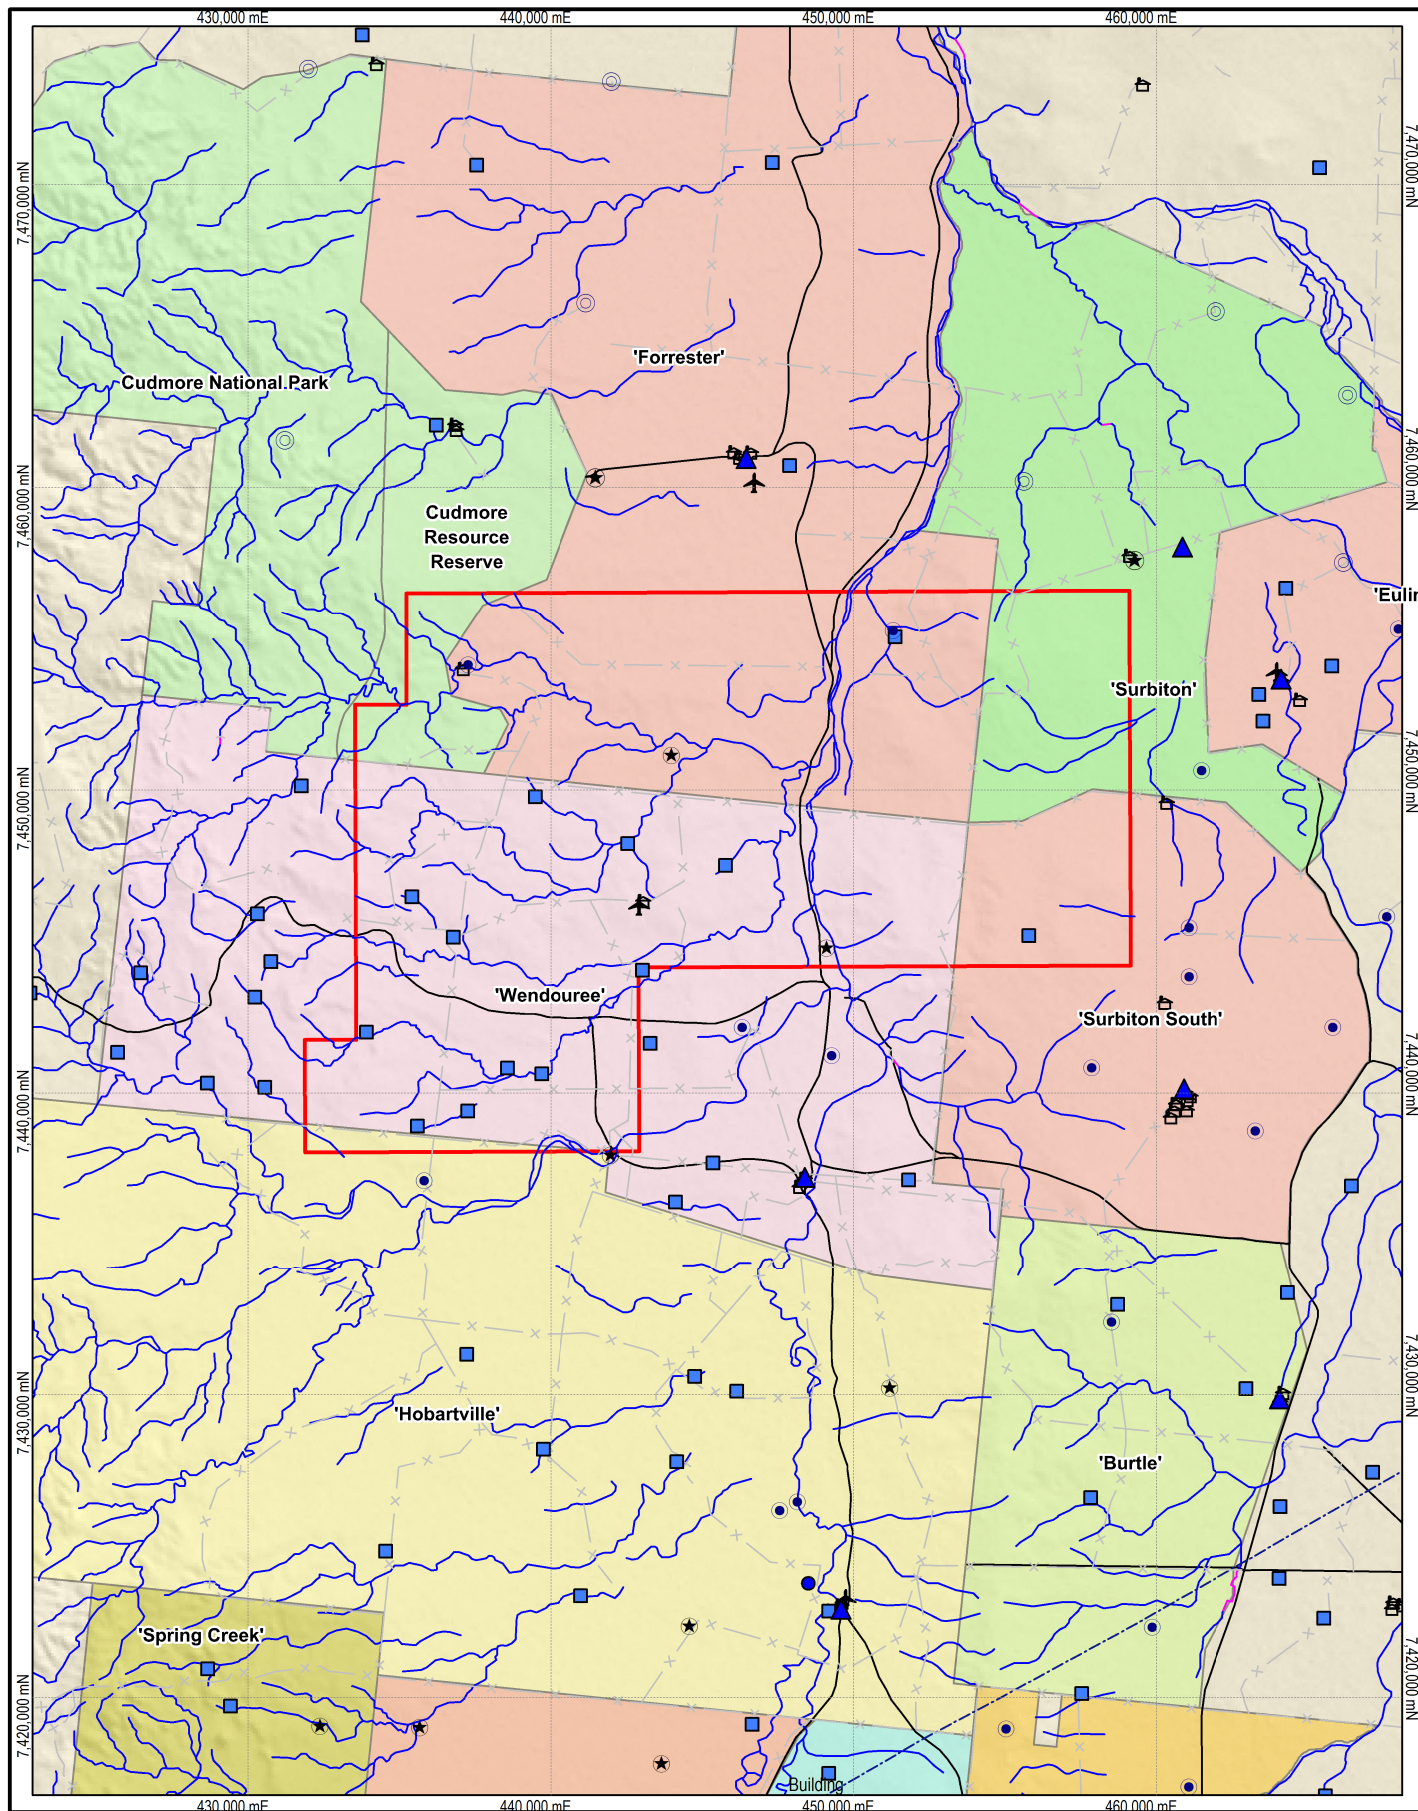 430,000 mE
440,000 mE
450,000 mE
460,000 mE
7,470,000 mN
7,470,000 mN
'Forrester'
Cudmore National Park
7,460,000 mN
7,460,000 mN
Cudmore
Resource
Reserve
'Surbiton'
7,450,000 mN
7,450,000 mN
'Wendouree'
'Surbiton South'
7,440,000 mN
7,440,000 mN
7,430,000 mN
7,430,000 mN
'Hobartville'
'Burtle'
'Spring Creek'
7,420,000 mN
7,420,000 mN
Building
430,000 mE
440,000 mE
450,000 mE
460,000 mE